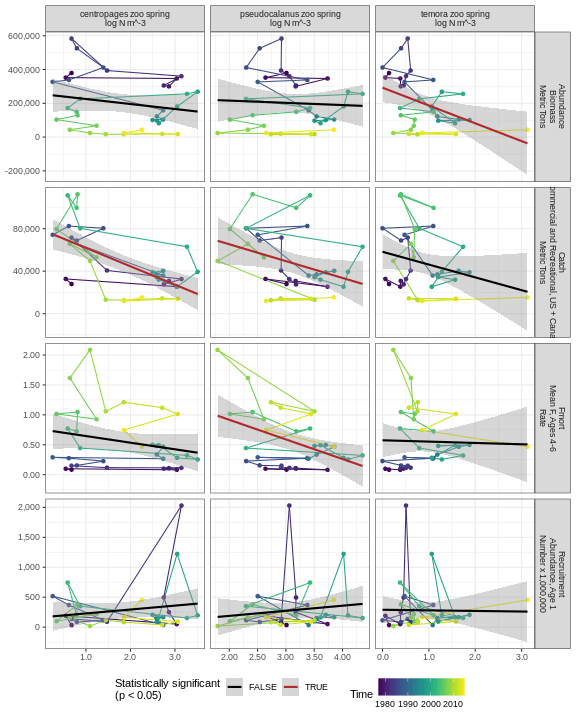 centropages zoo spring
log N m^-3
pseudocalanus zoo spring
log N m^-3
temora zoo spring
log N m^-3
600,000
400,000
200,000
0
-200,000
Abundance
Biomass
Metric Tons
80,000
40,000
0
Catch
ommercial and Recreational, US + Cana
Metric Tons
2.00
1.50
1.00
0.50
0.00
Fmort
Mean F, Ages 4-6
Rate
2,000
1,500
1,000
500
0
Recruitment
Abundance, Age 1
Number x 1,000,000
1.0 2.0 3.0
2.00 2.50 3.00 3.50 4.00
0.0 1.0 2.0 3.0
Statistically significant
(p < 0.05)
FALSE
TRUE
Time
1980 1990 2000 2010